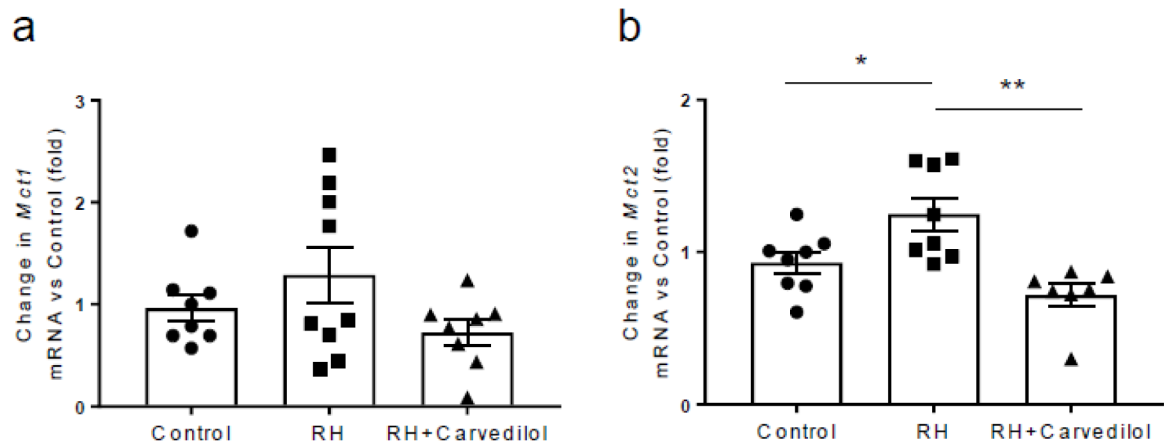 a
Change in Mct1
mRNA vs Control (fold)
3
2
1
0
Control RH RH+Carvedilol
b
Change in Mct2
mRNA vs Control (fold)
*
**
2
1
0
Control RH RH+Carvedilol